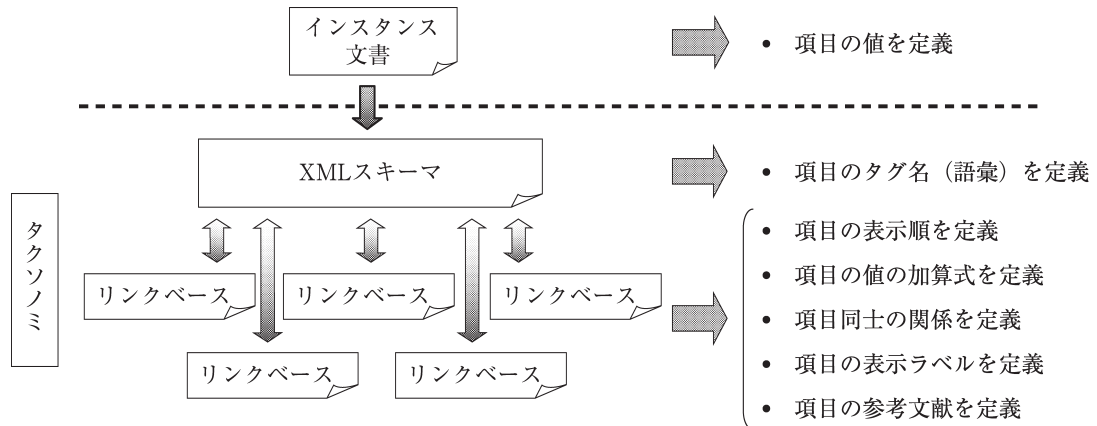 インスタンス
文書
• 項目の値を定義
XMLスキーマ
• 項目のタグ名（語彙）を定義
タクソノミ
• 項目の表示順を定義
リンクベース
リンクベース
リンクベース
• 項目の値の加算式を定義
• 項目同士の関係を定義
リンクベース
リンクベース
• 項目の表示ラベルを定義
• 項目の参考文献を定義